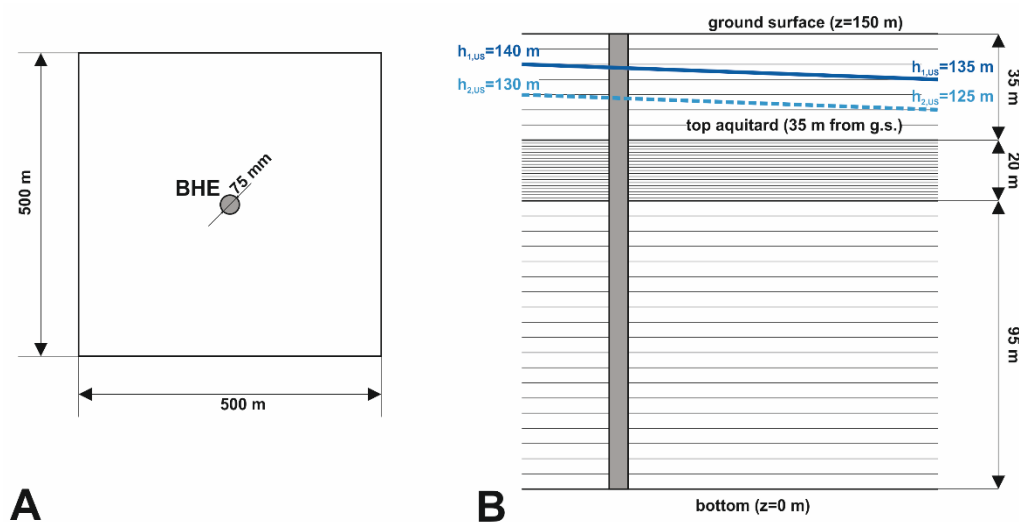 500 m
BHE
75 mm
500 m
A
ground surface (z=150 m)
h1,US=140 m
h1,US=135 m
h2,US=130 m
h2,US=125 m
top aquitard (35 m from g.s.)
35 m
20 m
95 m
bottom (z=0 m)
B